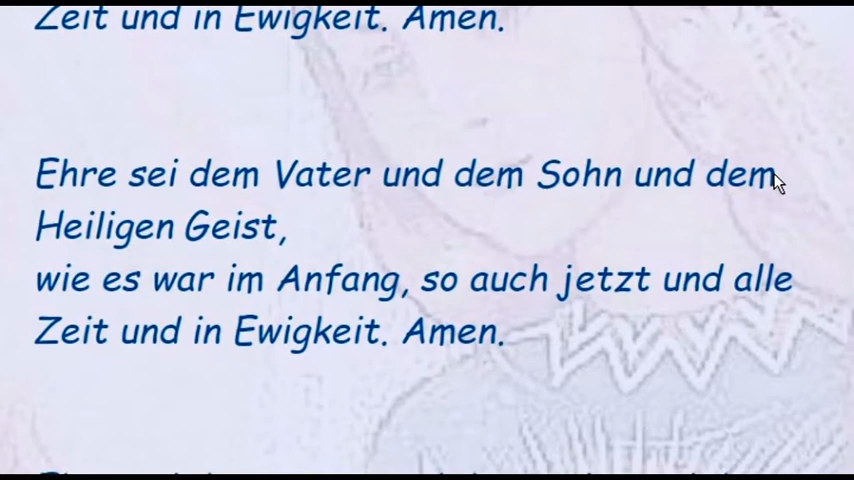 Zeit und in Ewigkeit. Amen.
Ehre sei dem Vater und dem Sohn und dem
Heiligen Geist,
wie es war im Anfang, so auch jetzt und alle
Zeit und in Ewigkeit. Amen.